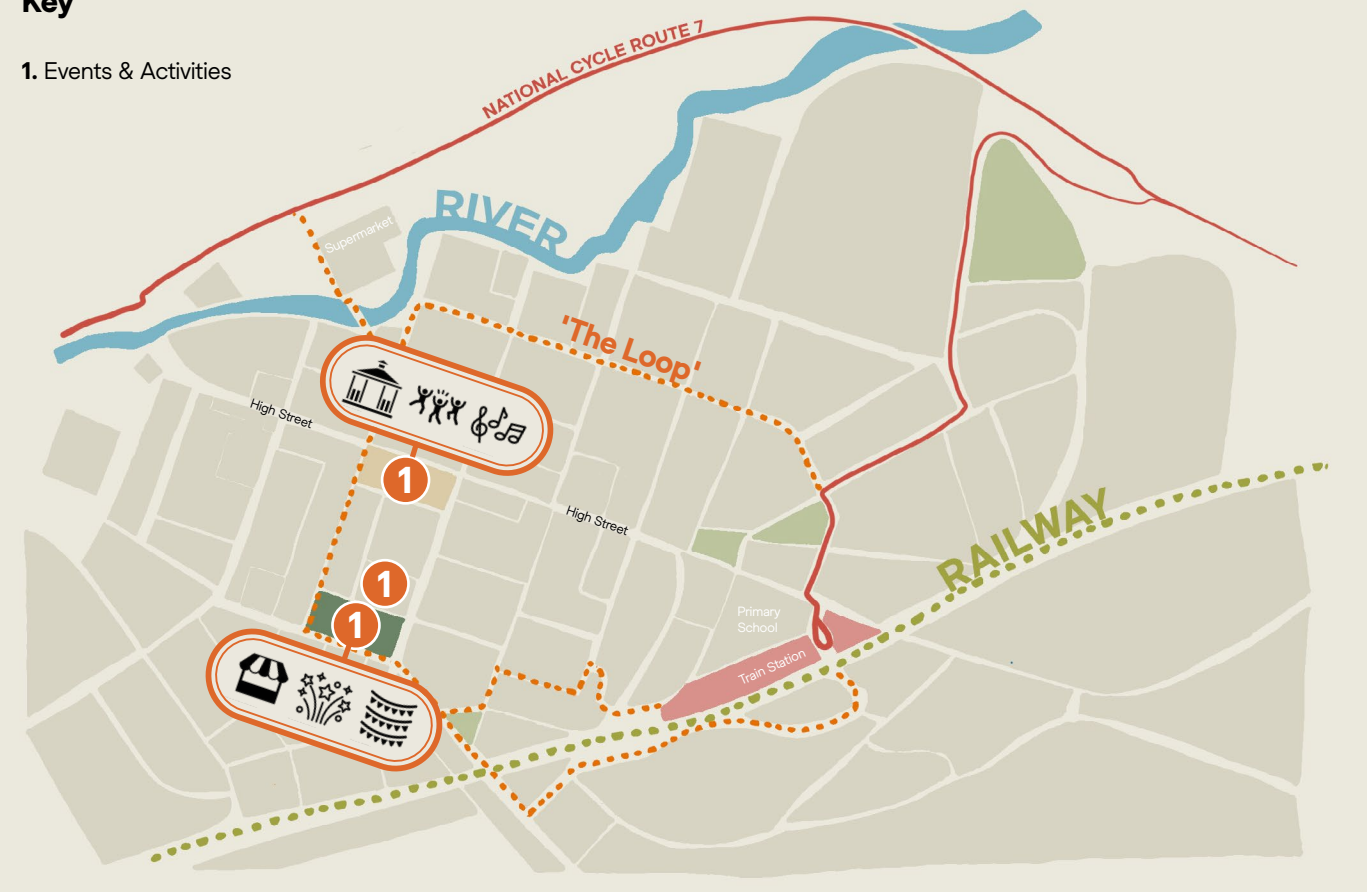 Key
1. Events & Activities
NATIONAL CYCLE ROUTE 7
RIVER
Supermarket
'The Loop'
High Street
1
High Street
RAILWAY
1
1
Primary
School
Train Station